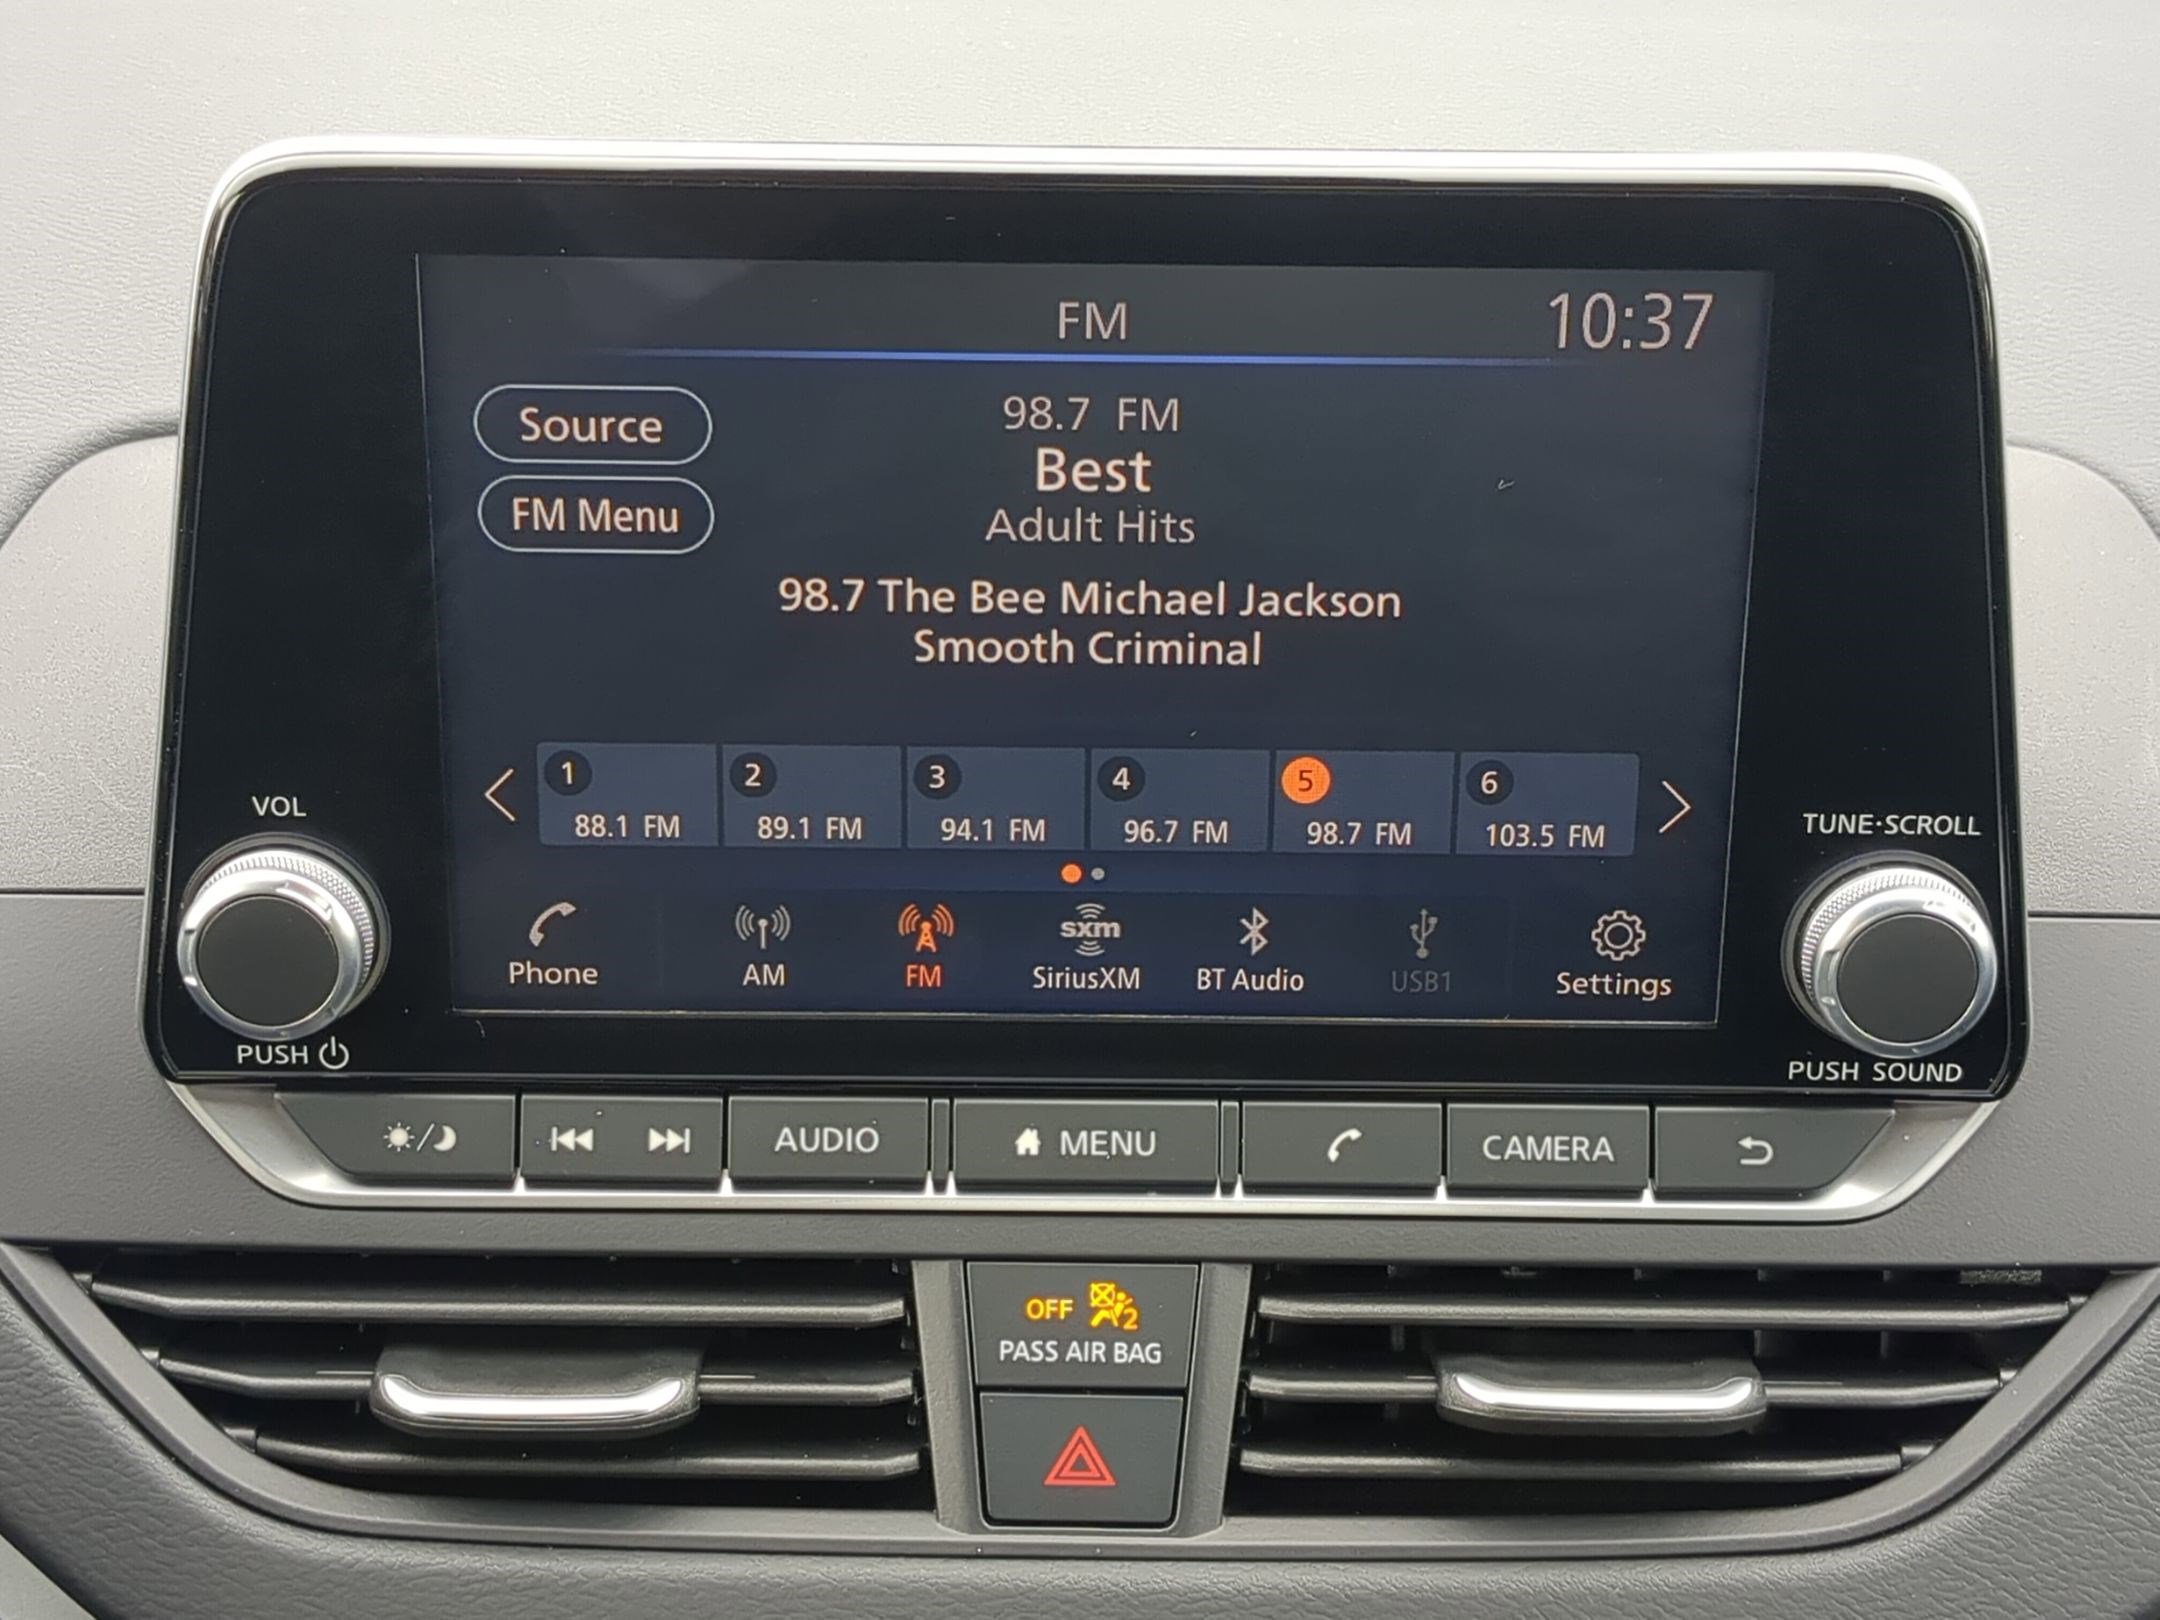 FM
10:37
Source
98.7 FM
Best
FM Menu
Adult Hits
98.7 The Bee Michael Jackson
Smooth Criminal
1 2 3 4 5 6
88.1 FM 89.1 FM 94.1 FM 96.7 FM 98.7 FM 103.5 FM
VOL
TUNE·SCROLL
sxm
Phone AM FM SiriusXM BT Audio USB1 Settings
PUSH
PUSH SOUND
AUDIO MENU CAMERA
OFF 2
PASS AIR BAG